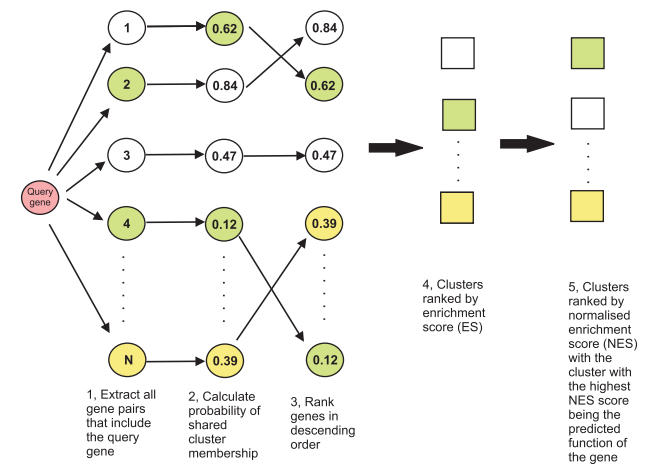 1
0.62
0.84
2
0.84
0.62
3
0.47
0.47
Query
gene
4
0.12
0.39
N
0.39
0.12
1, Extract all
gene pairs
that include
the query
gene
2, Calculate
probability of
shared
cluster
membership
3, Rank
genes in
descending
order
4, Clusters
ranked by
enrichment
score (ES)
5, Clusters
ranked by
normalised
enrichment
score (NES)
with the
cluster with
the highest
NES score
being the
predicted
function of
the gene